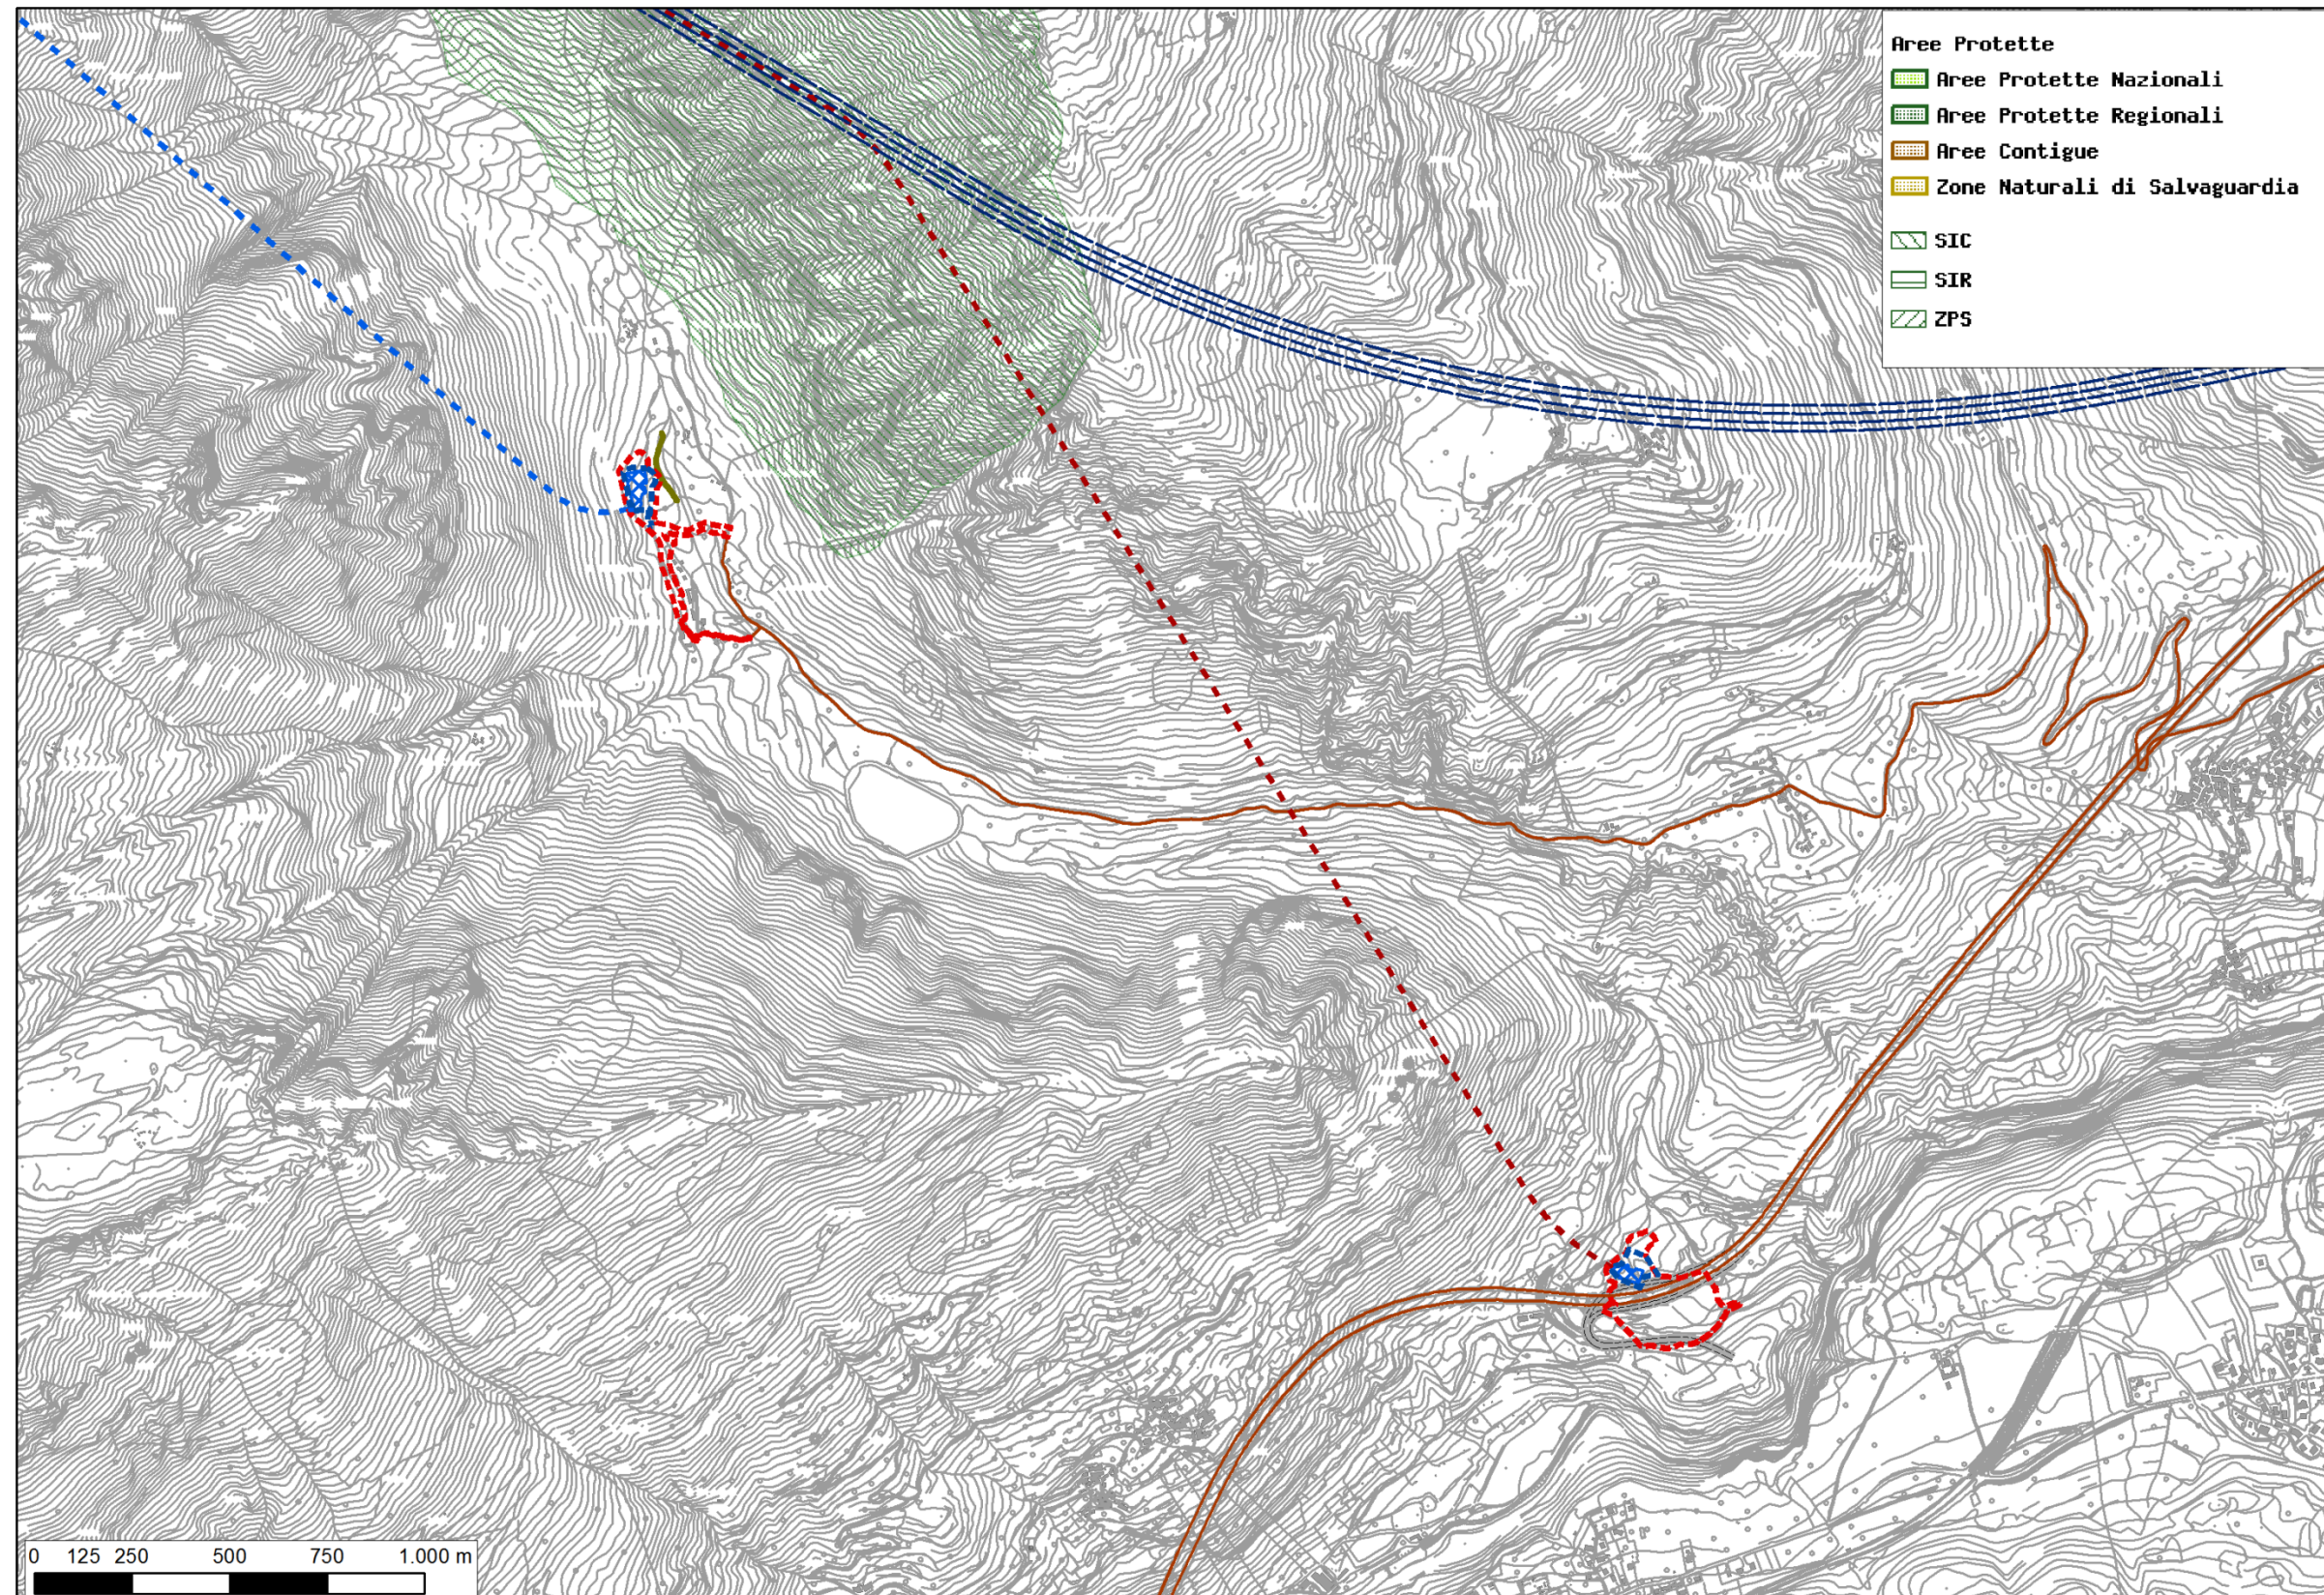 Aree Protette
Aree Protette Nazionali
Aree Protette Regionali
Aree Contigue
Zone Naturali di Salvaguardia
SIC
SIR
ZPS
0 125 250 500 750 1.000 m